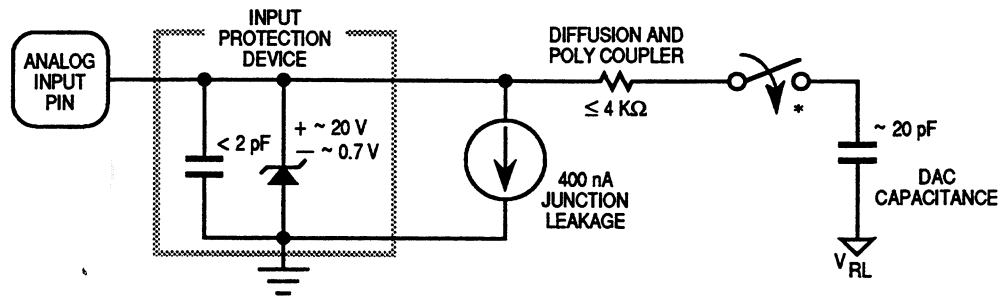 INPUT
PROTECTION
DEVICE
ANALOG
INPUT
PIN
< 2 pF
+ ~ 20 V
— ~ 0.7 V
400 nA
JUNCTION
LEAKAGE
DIFFUSION AND
POLY COUPLER
≤ 4 KΩ
*
~ 20 pF
DAC
CAPACITANCE
VRL